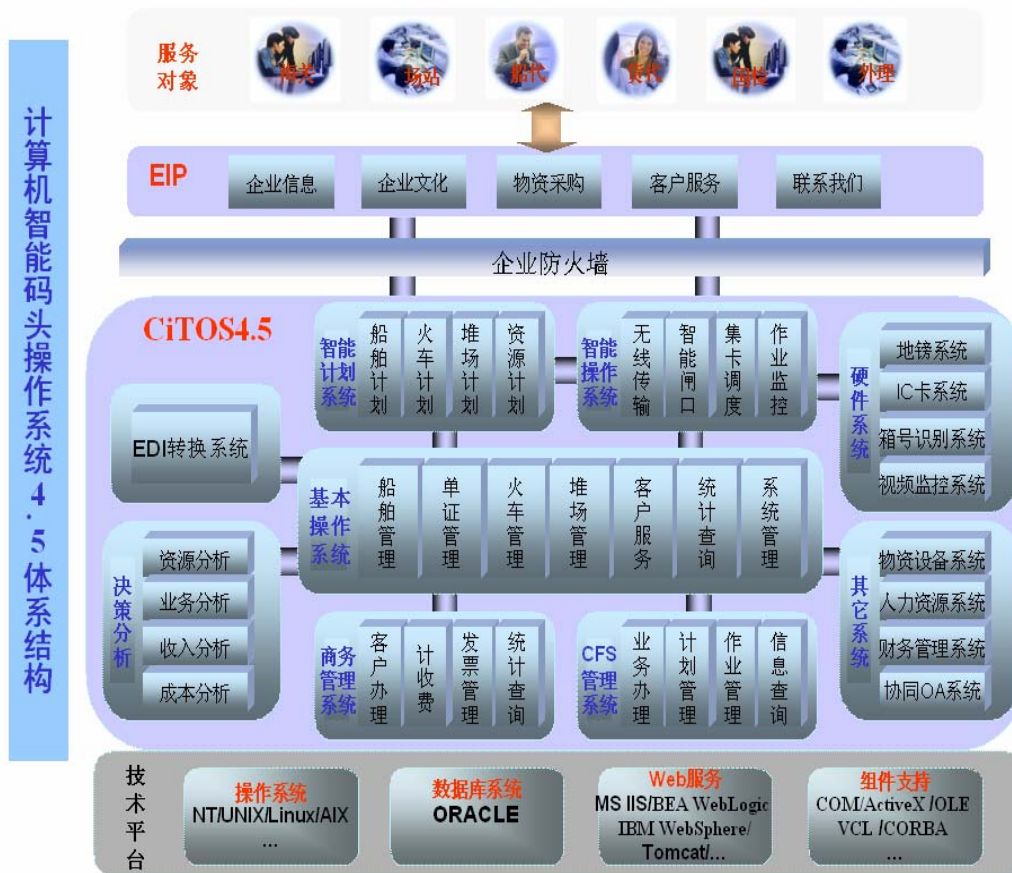 计算机智能码头操作系统4.5体系结构
服务
对象
海关
场站
船代
货代
国检
外理
EIP
企业信息
企业文化
物资采购
客户服务
联系我们
企业防火墙
CiTOS4.5
智能
计划
系统
船舶计划
火车计划
堆场计划
资源计划
智能
操作
系统
无线传输
智能闸口
集卡调度
作业监控
硬件系统
地镑系统
IC卡系统
箱号识别系统
视频监控系统
EDI转换系统
基本
操作
系统
船舶管理
单证管理
火车管理
堆场管理
客户服务
统计查询
系统管理
决策分析
资源分析
业务分析
收入分析
成本分析
商务
管理
系统
客户办理
计收费
发票管理
统计查询
CFS
管理
系统
业务办理
计划管理
作业管理
信息查询
其它系统
物资设备系统
人力资源系统
财务管理系统
协同OA系统
技术平台
操作系统
NT/UNIX/Linux/AIX
...
数据库系统
ORACLE
Web服务
MS IIS/BEA WebLogic
IBM WebSphere/
Tomcat/...
组件支持
COM/ActiveX /OLE
VCL /CORBA
...